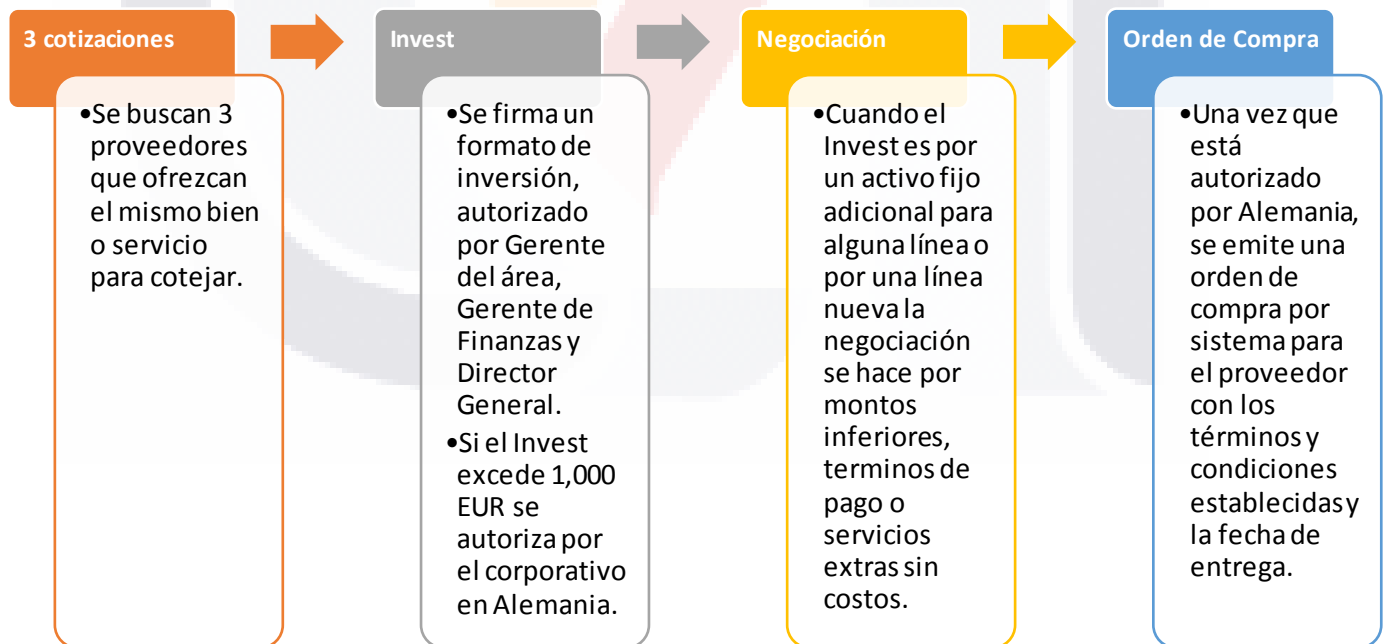 3 cotizaciones
•Se buscan 3
proveedores
que ofrezcan
el mismo bien
o servicio
para cotejar.
Invest
•Se firma un
formato de
inversión,
autorizado
por Gerente
del área,
Gerente de
Finanzas y
Director
General.
•Si el Invest
excede 1,000
EUR se
autoriza por
el corporativo
en Alemania.
Negociación
•Cuando el
Invest es por
un activo fijo
adicional para
alguna línea o
por una línea
nueva la
negociación
se hace por
montos
inferiores,
terminos de
pago o
servicios
extras sin
costos.
Orden de Compra
•Una vez que
está
autorizado
por Alemania,
se emite una
orden de
compra por
sistema para
el proveedor
con los
términos y
condiciones
establecidas y
la fecha de
entrega.